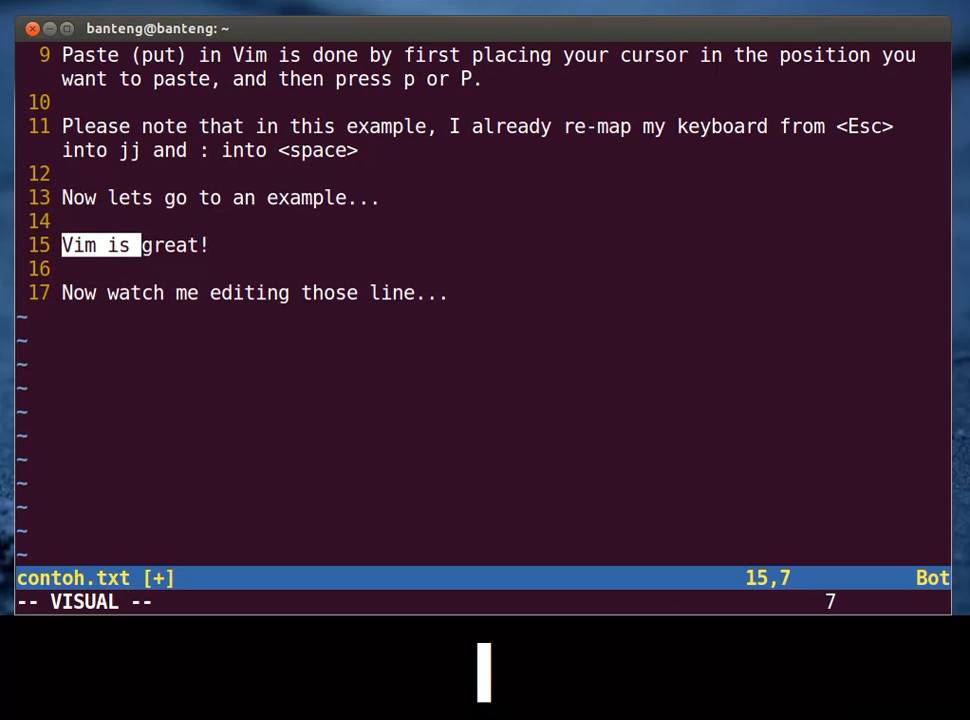 banteng@banteng: ~
9 Paste (put) in Vim is done by first placing your cursor in the position you
want to paste, and then press p or P.
10
11 Please note that in this example, I already re-map my keyboard from <Esc>
into jj and : into <space>
12
13 Now lets go to an example...
14
15 Vim is great!
16
17 Now watch me editing those line...
~
~
~
~
~
~
~
~
~
~
~
contoh.txt [+] 15,7 Bot
-- VISUAL -- 7